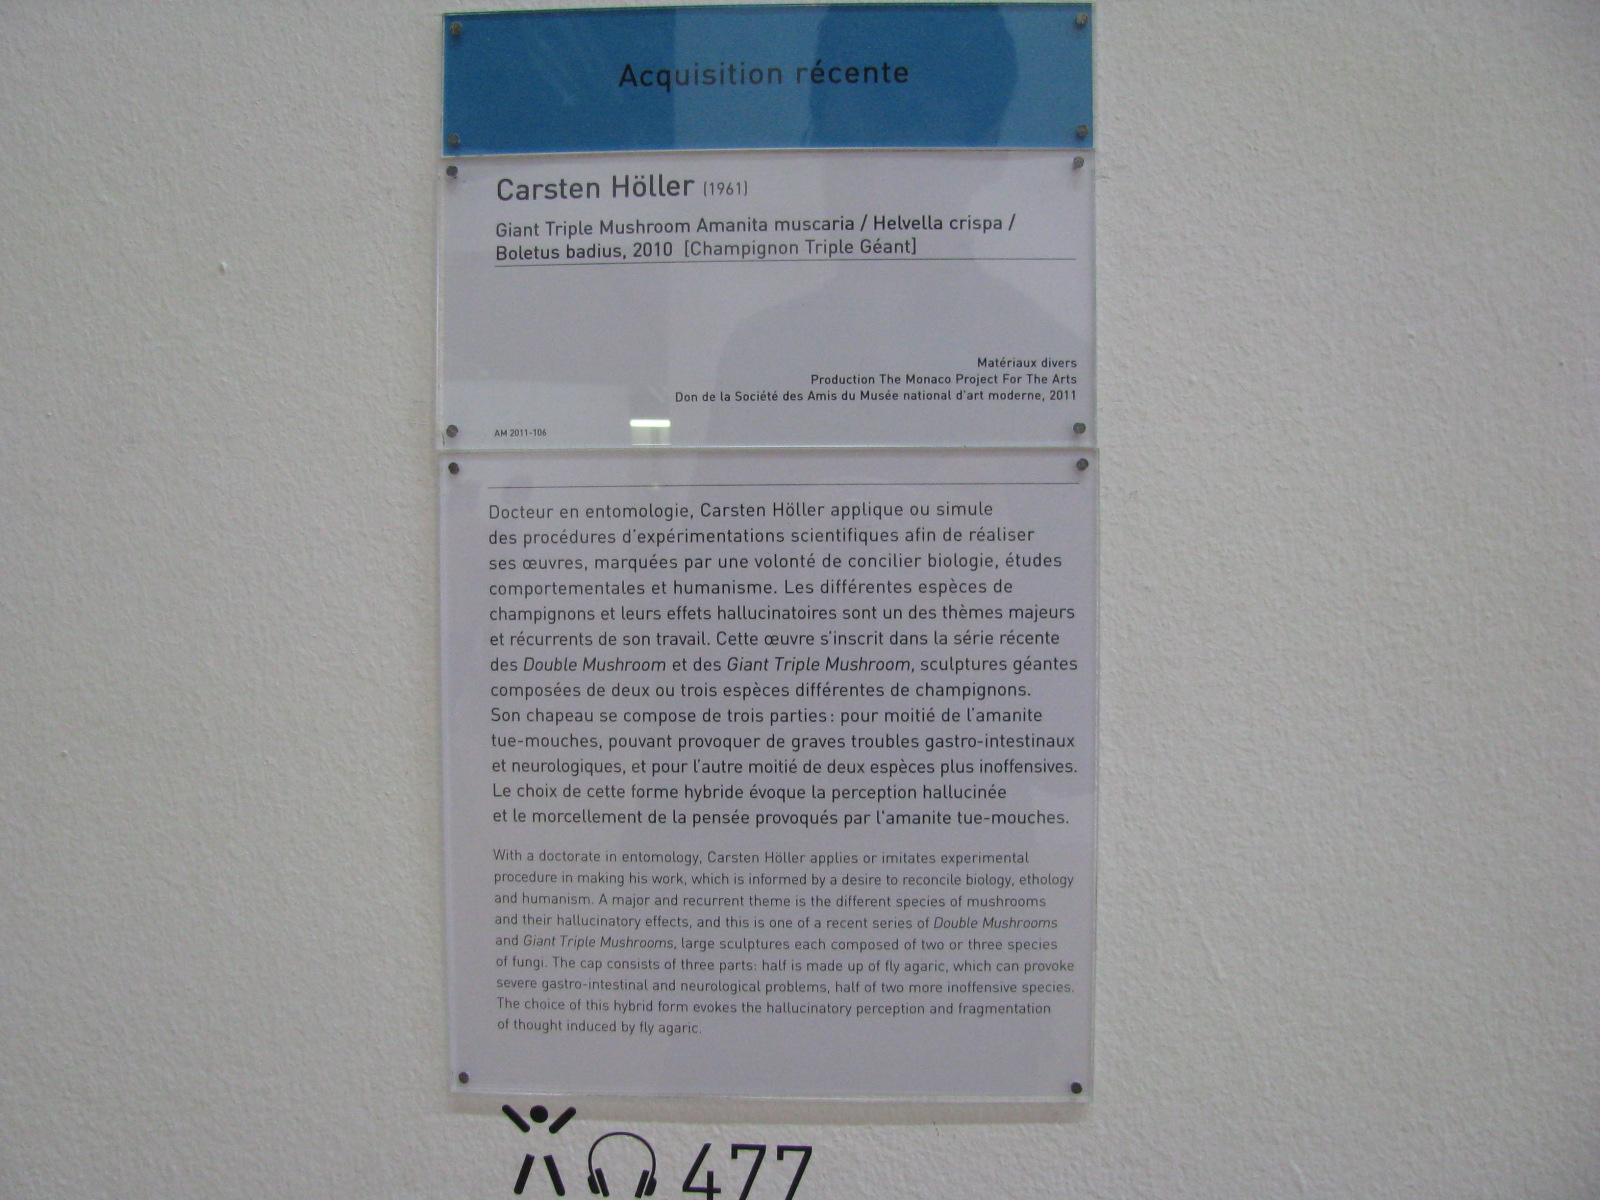 Acquisition récente
Carsten Höller (1961)
Giant Triple Mushroom Amanita muscaria / Helvella crispa /
Boletus badius, 2010 [Champignon Triple Géant]
Matériaux divers
Production The Monaco Project For The Arts
Don de la Société des Amis du Musée national d'art moderne, 2011
AM 2011-106
Docteur en entomologie, Carsten Höller applique ou simule
des procédures d'expérimentations scientifiques afin de réaliser
ses œuvres, marquées par une volonté de concilier biologie, études
comportementales et humanisme. Les différentes espèces de
champignons et leurs effets hallucinatoires sont un des thèmes majeurs
et récurrents de son travail. Cette œuvre s'inscrit dans la série récente
des Double Mushroom et des Giant Triple Mushroom, sculptures géantes
composées de deux ou trois espèces différentes de champignons.
Son chapeau se compose de trois parties : pour moitié de l'amanite
tue-mouches, pouvant provoquer de graves troubles gastro-intestinaux
et neurologiques, et pour l'autre moitié de deux espèces plus inoffensives.
Le choix de cette forme hybride évoque la perception hallucinée
et le morcellement de la pensée provoqués par l'amanite tue-mouches.
With a doctorate in entomology, Carsten Höller applies or imitates experimental
procedure in making his work, which is informed by a desire to reconcile biology, ethology
and humanism. A major and recurrent theme is the different species of mushrooms
and their hallucinatory effects, and this is one of a recent series of Double Mushrooms
and Giant Triple Mushrooms, large sculptures each composed of two or three species
of fungi. The cap consists of three parts: half is made up of fly agaric, which can provoke
severe gastro-intestinal and neurological problems, half of two more inoffensive species.
The choice of this hybrid form evokes the hallucinatory perception and fragmentation
of thought induced by fly agaric.
477